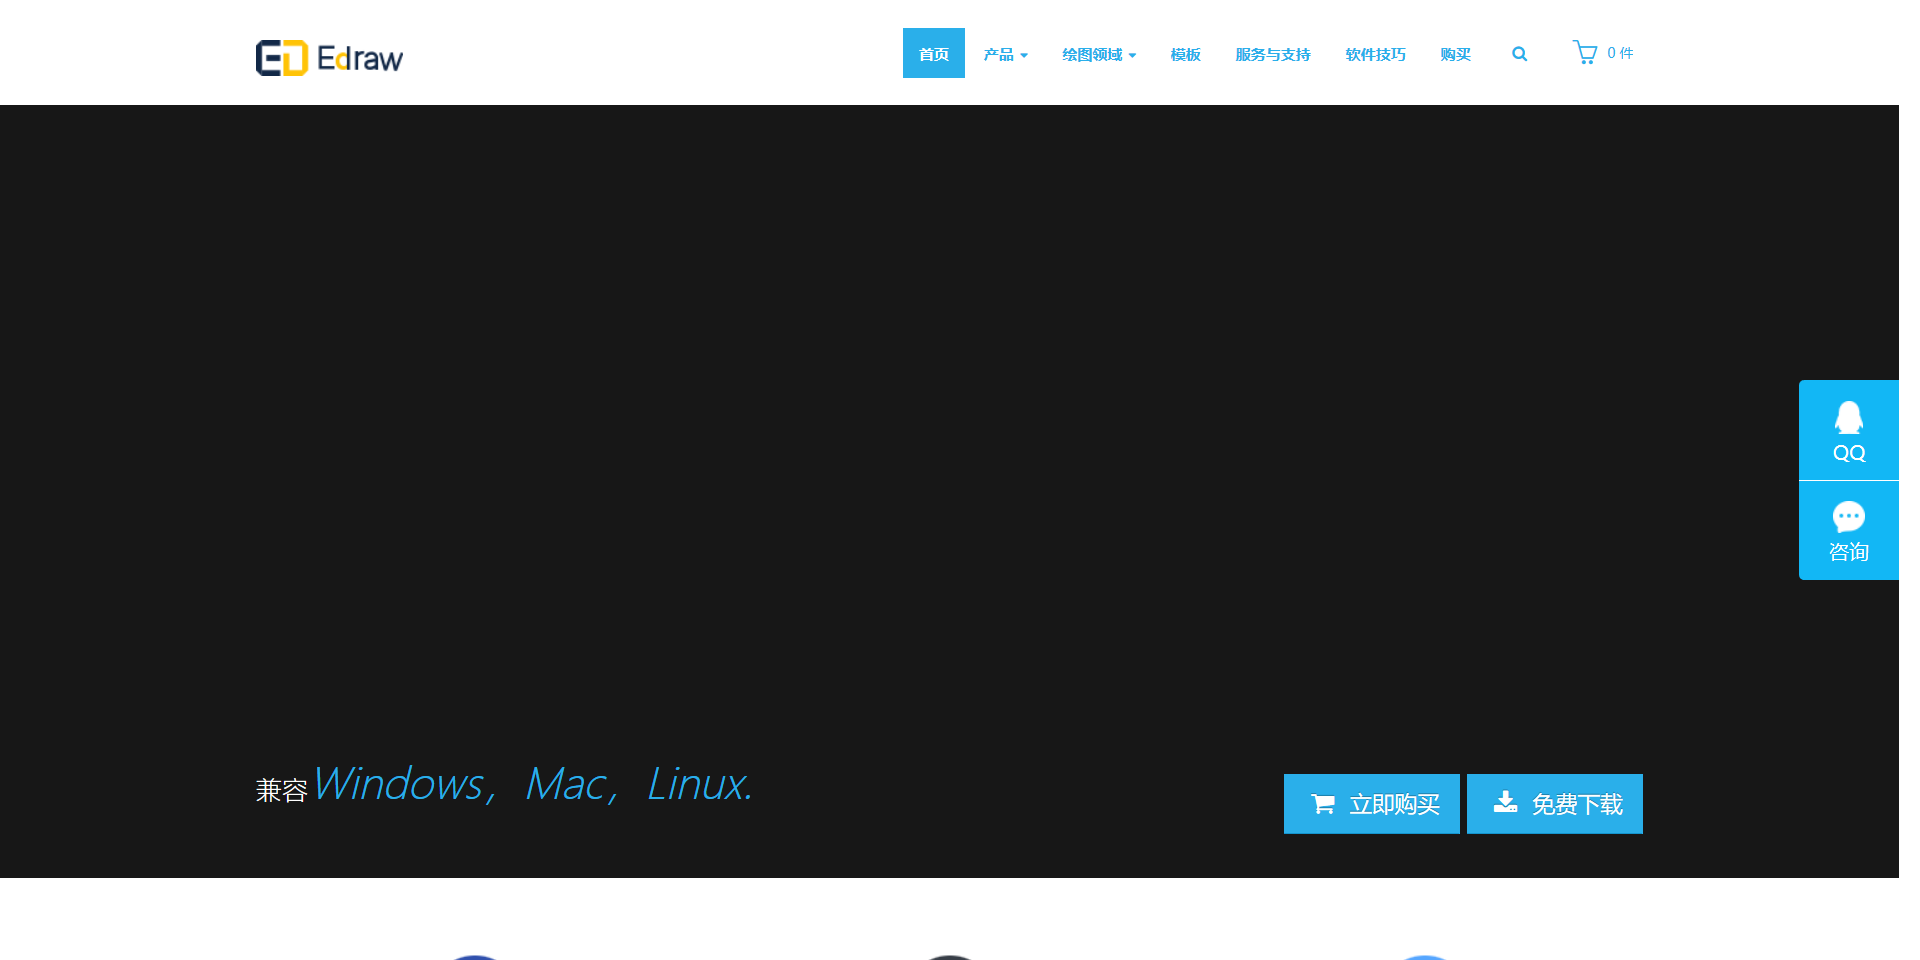 Edraw
首页 产品 绘图领域 模板 服务与支持 软件技巧 购买 0 件
QQ
咨询
兼容 Windows，Mac，Linux.
立即购买 免费下载